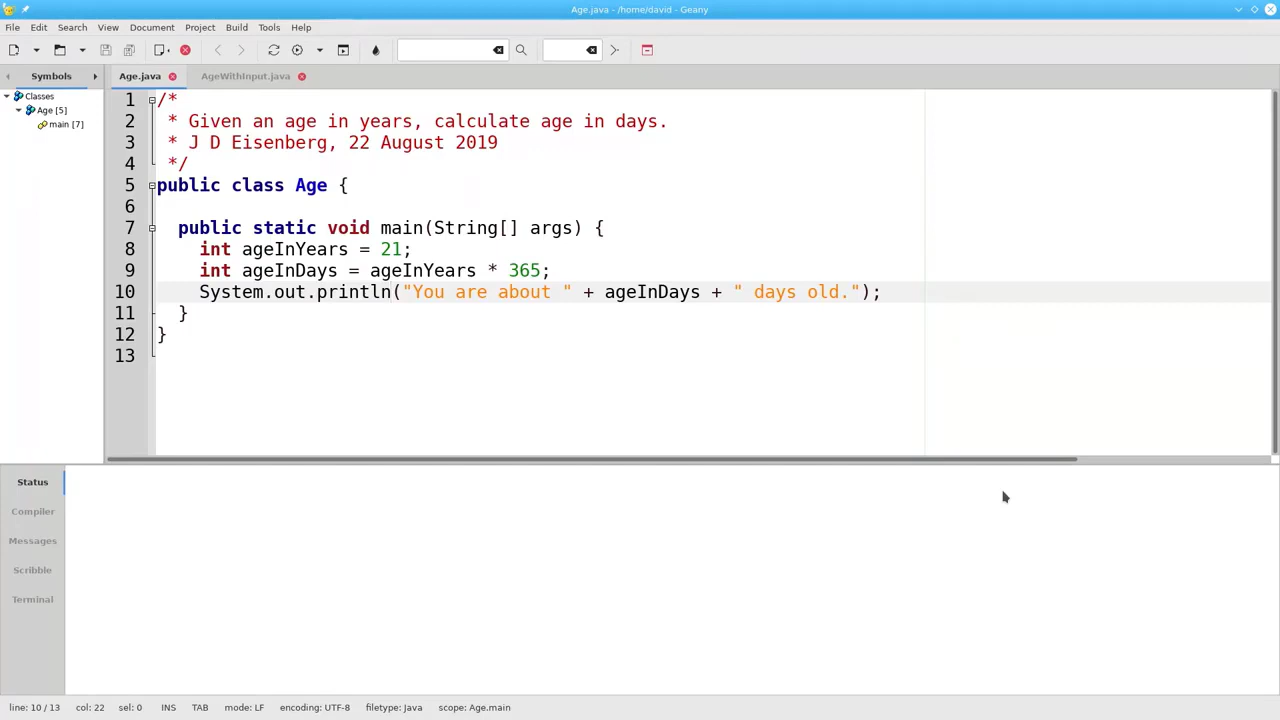 Age.java - /home/david - Geany
File Edit Search View Document Project Build Tools Help
Symbols
Age.java AgeWithInput.java
Classes
Age [5]
main [7]
1 /*
2  * Given an age in years, calculate age in days.
3  * J D Eisenberg, 22 August 2019
4  */
5 public class Age {
6
7   public static void main(String[] args) {
8     int ageInYears = 21;
9     int ageInDays = ageInYears * 365;
10     System.out.println("You are about " + ageInDays + " days old.");
11   }
12 }
13
Status
Compiler
Messages
Scribble
Terminal
line: 10 / 13 col: 22 sel: 0 INS TAB mode: LF encoding: UTF-8 filetype: Java scope: Age.main